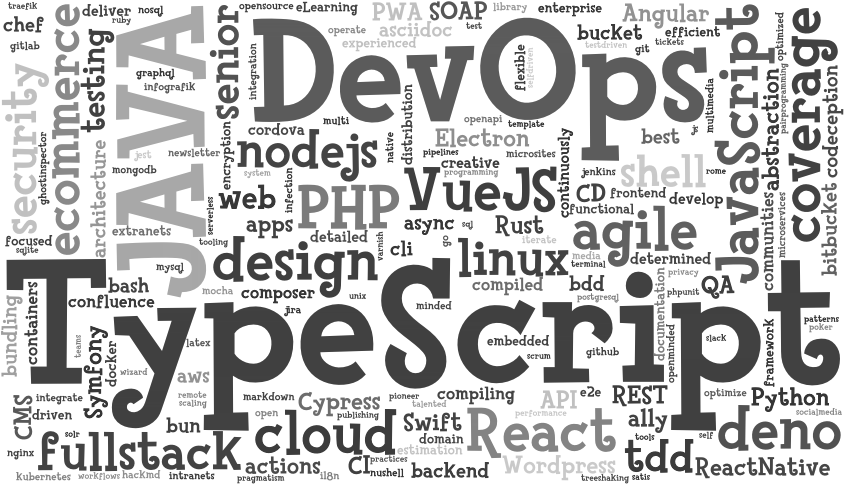 traefik
nosql
opensource
eLearning
PWA
SOAP
library
enterprise
Angular
chef
deliver
ruby
operate
asciidoc
test
bucket
efficient
gitlab
experienced
testdriven
git
tickets
optimized
security
ecommerce
testing
JAVA
senior
integration
DevOps
flexible
selfdriven
JavaScript
pairprogramming
coverage
graphql
infografik
multi
distribution
openapi
template
js
multimedia
abstraction
codeception
ghostinspector
architecture
jest
newsletter
encryption
cordova
nodejs
native
Electron
pipelines
microsites
continuously
best
mongodb
system
infection
creative
programming
jenkins
shell
rome
web
PHP
VueJS
CD
frontend
develop
communities
microservices
bitbucket
extranets
serverless
apps
async
sql
Rust
functional
agile
focused
sqlite
tooling
detailed
varnish
cli
go
iterate
mysql
design
linux
media
terminal
determined
TypeScript
bash
confluence
mocha
composer
unix
minded
compiled
bdd
postgresql
documentation
privacy
phpunit
QA
bundling
containers
jira
patterns
poker
teams
Symfony
docker
latex
wizard
embedded
scrum
github
openminded
slack
framework
aws
CMS
integrate
driven
remote
scaling
markdown
open
Cypress
publishing
pioneer
talented
compiling
API
performance
e2e
REST
optimize
Python
socialmedia
bun
cloud
Swift
domain
React
ally
self
deno
solr
nginx
fullstack
estimation
tools
tdd
kubernetes
workflows
hackmd
intranets
actions
pragmatism
i18n
CI
practices
nushell
backend
Wordpress
treeshaking
satis
ReactNative